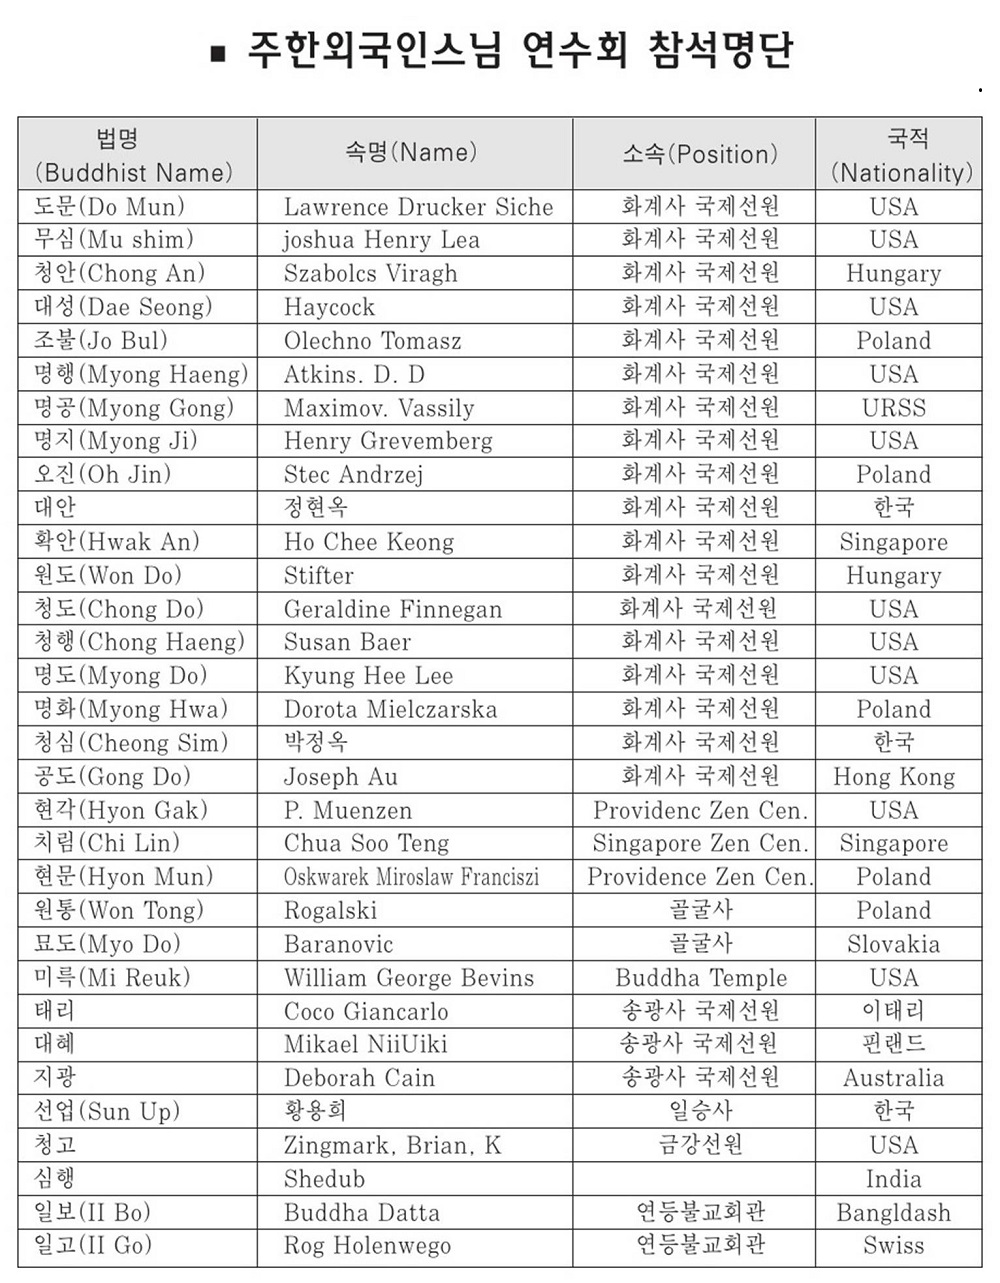 ■ 주한외국인스님 연수회 참석명단
법명 (Buddhist Name) 속명(Name) 소속(Position) 국적 (Nationality)
도문(Do Mun) Lawrence Drucker Siche 화계사 국제선원 USA
무심(Mu shim) joshua Henry Lea 화계사 국제선원 USA
청안(Chong An) Szabolcs Viragh 화계사 국제선원 Hungary
대성(Dae Seong) Haycock 화계사 국제선원 USA
조불(Jo Bul) Olechno Tomasz 화계사 국제선원 Poland
명행(Myong Haeng) Atkins. D. D 화계사 국제선원 USA
명공(Myong Gong) Maximov. Vassily 화계사 국제선원 URSS
명지(Myong Ji) Henry Grevemberg 화계사 국제선원 USA
오진(Oh Jin) Stec Andrzej 화계사 국제선원 Poland
대안 정현옥 화계사 국제선원 한국
확안(Hwak An) Ho Chee Keong 화계사 국제선원 Singapore
원도(Won Do) Stifter 화계사 국제선원 Hungary
청도(Chong Do) Geraldine Finnegan 화계사 국제선원 USA
청행(Chong Haeng) Susan Baer 화계사 국제선원 USA
명도(Myong Do) Kyung Hee Lee 화계사 국제선원 USA
명화(Myong Hwa) Dorota Mielczarska 화계사 국제선원 Poland
청심(Cheong Sim) 박정옥 화계사 국제선원 한국
공도(Gong Do) Joseph Au 화계사 국제선원 Hong Kong
현각(Hyon Gak) P. Muenzen Providenc Zen Cen. USA
치림(Chi Lin) Chua Soo Teng Singapore Zen Cen. Singapore
현문(Hyon Mun) Oskwarek Miroslaw Franciszi Providence Zen Cen. Poland
원통(Won Tong) Rogalski 골굴사 Poland
묘도(Myo Do) Baranovic 골굴사 Slovakia
미륵(Mi Reuk) William George Bevins Buddha Temple USA
태리 Coco Giancarlo 송광사 국제선원 이태리
대혜 Mikael NiiUiki 송광사 국제선원 핀랜드
지광 Deborah Cain 송광사 국제선원 Australia
선업(Sun Up) 황용희 일승사 한국
청고 Zingmark, Brian, K 금강선원 USA
심행 Shedub India
일보(II Bo) Buddha Datta 연등불교회관 Bangldash
일고(II Go) Rog Holenwego 연등불교회관 Swiss